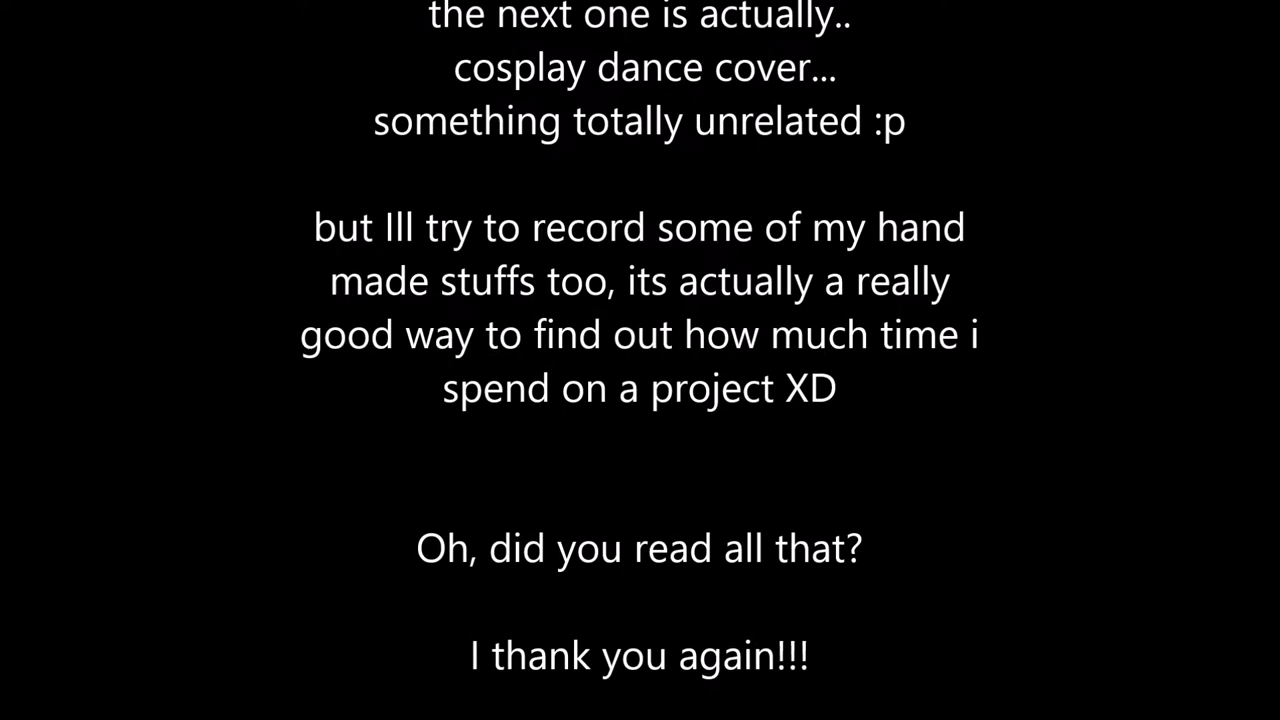 the next one is actually..
cosplay dance cover...
something totally unrelated :p
but Ill try to record some of my hand
made stuffs too, its actually a really
good way to find out how much time i
spend on a project XD
Oh, did you read all that?
I thank you again!!!